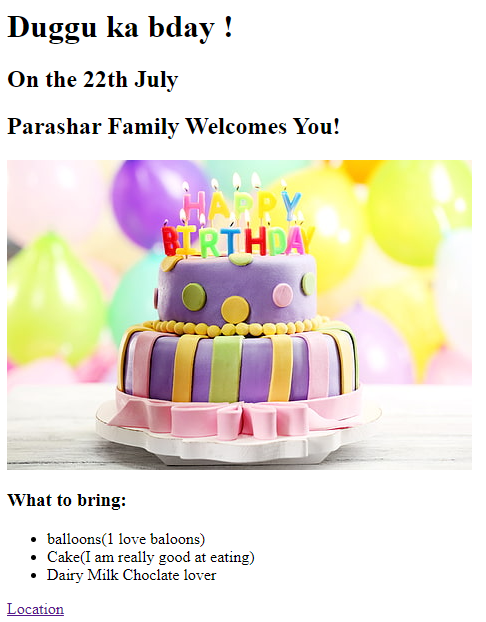 Duggu ka bday !
On the 22th July
Parashar Family Welcomes You!
HAPPY
BIRTHDAY
What to bring:
balloons(1 love baloons)
Cake(I am really good at eating)
Dairy Milk Choclate lover
Location